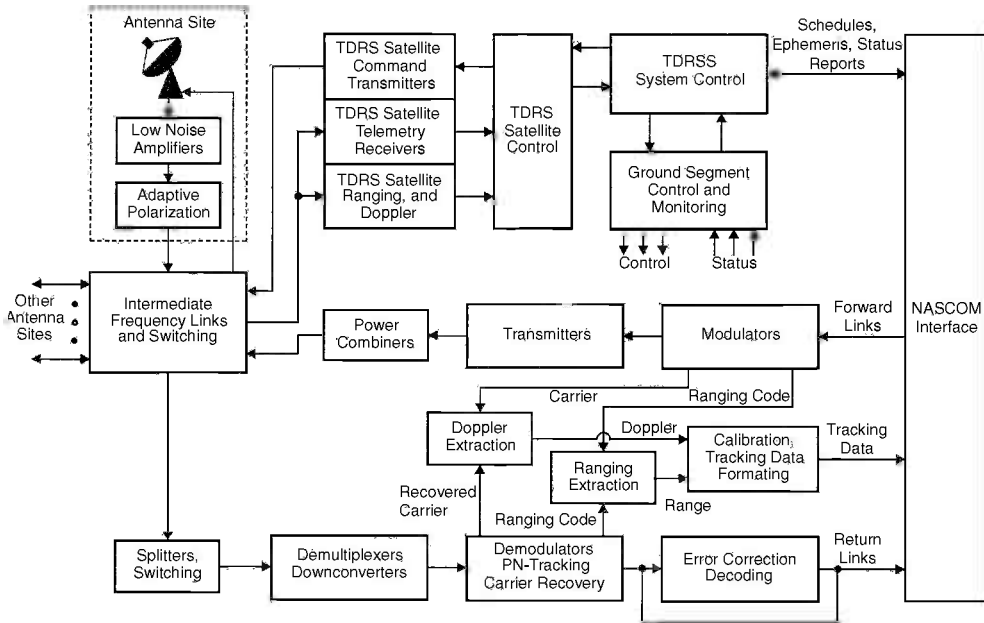 Antenna Site
Low Noise
Amplifiers
Adaptive
Polarization
TDRS Satellite
Command
Transmitters
TDRS Satellite
Telemetry
Receivers
TDRS Satellite
Ranging, and
Doppler
TDRS
Satellite
Control
TDRSS
System Control
Schedules,
Ephemeris, Status
Reports
Ground Segment
Control and
Monitoring
Control
Status
NASCOM
Interface
Other
Antenna
Sites
Intermediate
Frequency Links
and Switching
Power
Combiners
Transmitters
Modulators
Forward
Links
Carrier
Ranging Code
Doppler
Extraction
Doppler
Ranging
Extraction
Calibration,
Tracking Data
Formating
Tracking
Data
Recovered
Carrier
Ranging Code
Range
Splitters,
Switching
Demultiplexers
Downconverters
Demodulators
PN-Tracking
Carrier Recovery
Error Correction
Decoding
Return
Links